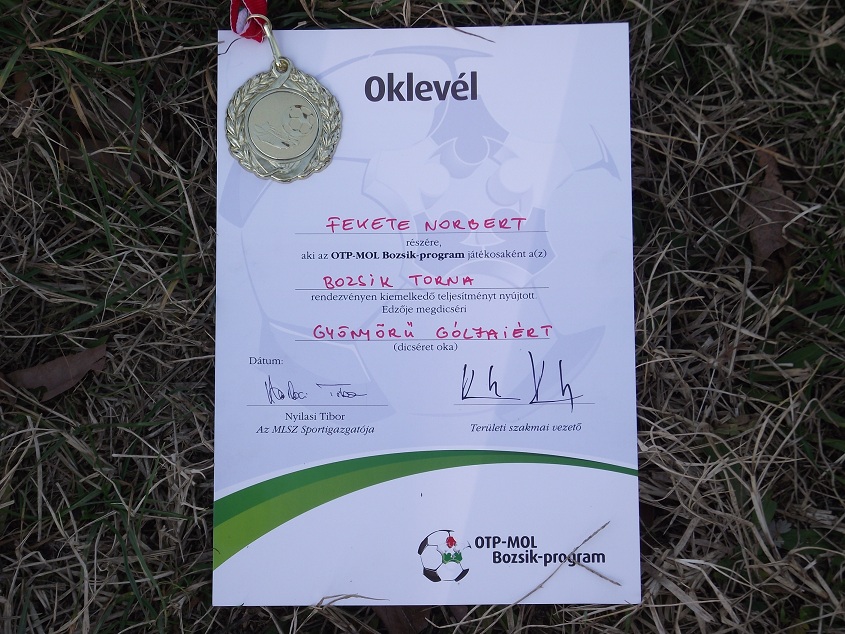 Oklevél
FEKETE NORBERT
részére,
aki az OTP-MOL Bozsik-program játékosaként a(z)
BOZSIK TORNA
rendezvényen kiemelkedő teljesítményt nyújtott.
Edzője megdicséri
GYÖNYÖRŰ GÓLJAIÉRT
(dicséret oka)
Dátum:
Nyilasi Tibor
Az MLSZ Sportigazgatója
Területi szakmai vezető
OTP-MOL
Bozsik-program